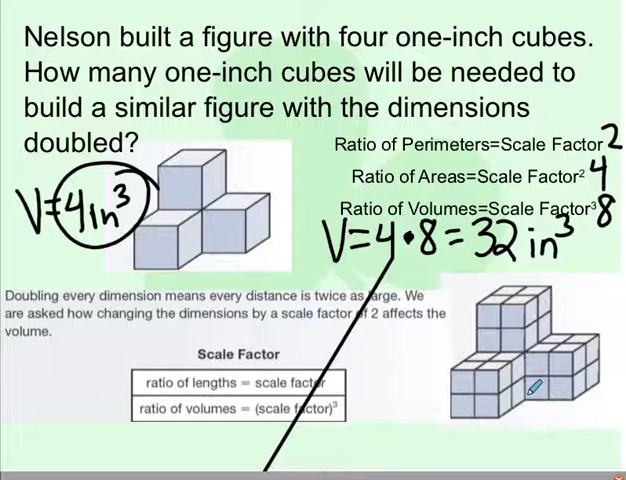 Nelson built a figure with four one-inch cubes.
How many one-inch cubes will be needed to
build a similar figure with the dimensions
doubled?
Ratio of Perimeters=Scale Factor 2
Ratio of Areas=Scale Factor² 4
Ratio of Volumes=Scale Factor³ 8
V=4in³
V=4·8=32in³
Doubling every dimension means every distance is twice as large. We
are asked how changing the dimensions by a scale factor of 2 affects the
volume.
Scale Factor
ratio of lengths = scale factor
ratio of volumes = (scale factor)³